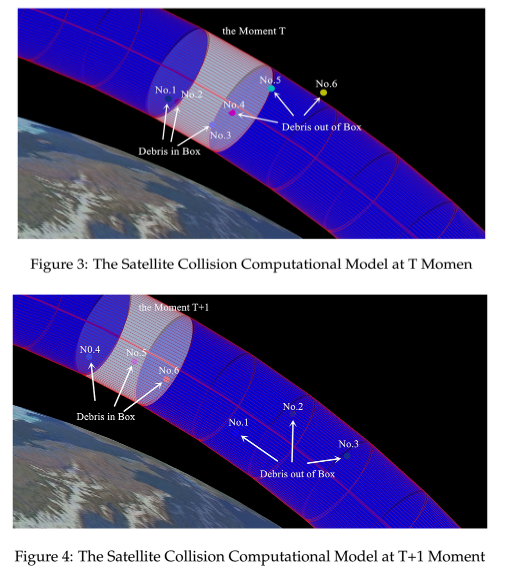 the Moment T
No.5
No.6
No.1
No.2
No.4
Debris out of Box
No.3
Debris in Box
Figure 3: The Satellite Collision Computational Model at T Momen
the Moment T+1
N0.4
No.5
No.6
No.2
Debris in Box
No.1
No.3
Debris out of Box
Figure 4: The Satellite Collision Computational Model at T+1 Moment